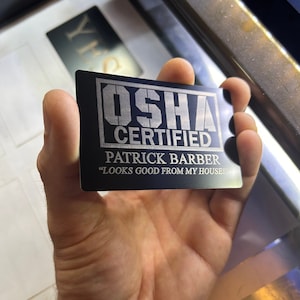 OSHA
CERTIFIED
PATRICK BARBER
"LOOKS GOOD FROM MY HOUSE"